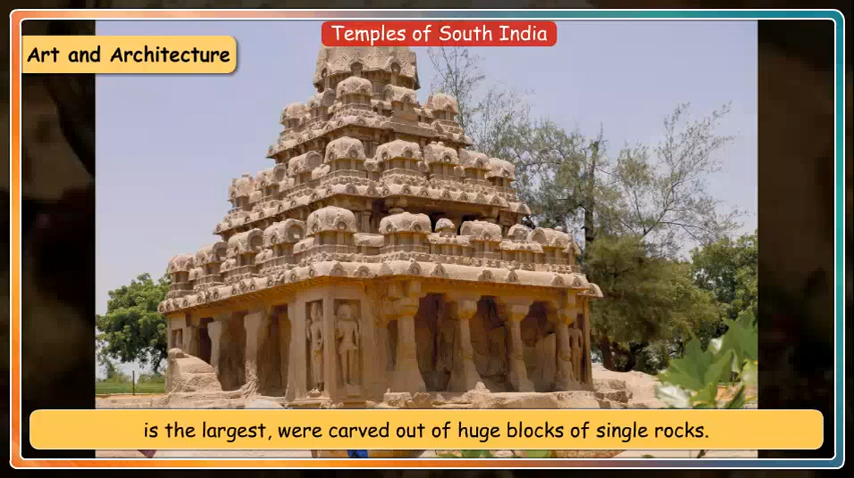 Temples of South India
Art and Architecture
is the largest, were carved out of huge blocks of single rocks.